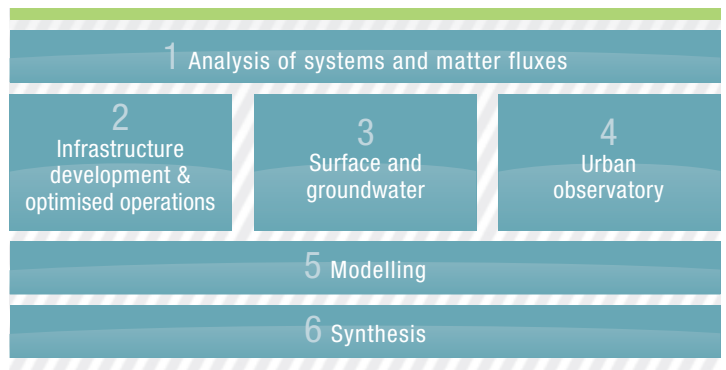 1 Analysis of systems and matter fluxes
2
Infrastructure
development &
optimised operations
3
Surface and
groundwater
4
Urban
observatory
5 Modelling
6 Synthesis